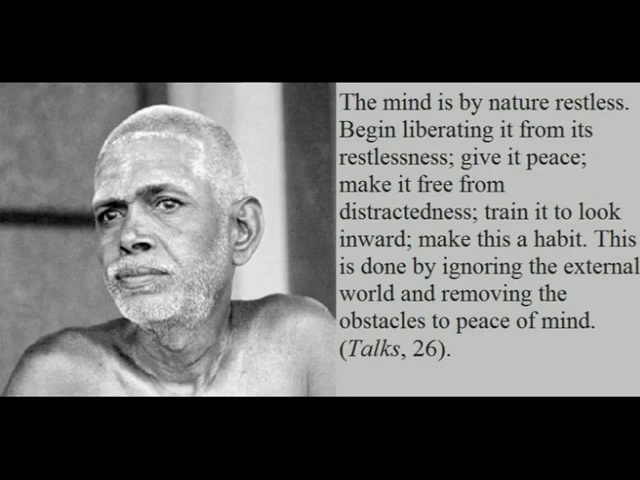 The mind is by nature restless.
Begin liberating it from its
restlessness; give it peace;
make it free from
distractedness; train it to look
inward; make this a habit. This
is done by ignoring the external
world and removing the
obstacles to peace of mind.
(Talks, 26).